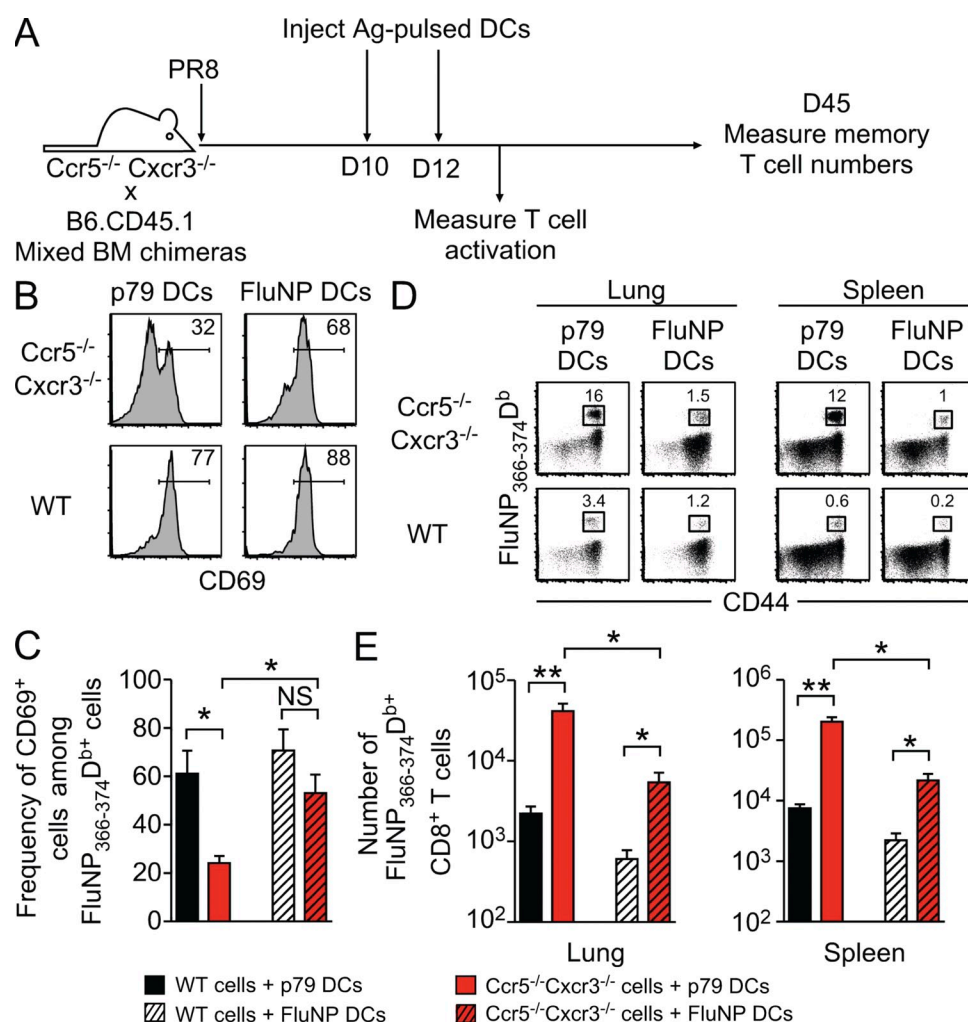 A
Inject Ag-pulsed DCs
PR8
Ccr5-/- Cxcr3-/-
x
B6.CD45.1
Mixed BM chimeras
D10
D12
Measure T cell
activation
D45
Measure memory
T cell numbers
B
p79 DCs
FluNP DCs
Ccr5-/-
Cxcr3-/-
32
68
WT
77
88
CD69
D
Lung
Spleen
p79
DCs
FluNP
DCs
p79
DCs
FluNP
DCs
Ccr5-/-
Cxcr3-/-
16
1.5
12
1
WT
3.4
1.2
0.6
0.2
FluNP366-374Db
CD44
C
Frequency of CD69+
cells among
FluNP366-374Db+ cells
100
80
60
40
20
0
*
*
NS
E
Number of
FluNP366-374Db+
CD8+ T cells
10^5
10^4
10^3
10^2
**
*
*
Lung
10^6
10^5
10^4
10^3
10^2
**
*
*
Spleen
WT cells + p79 DCs
WT cells + FluNP DCs
Ccr5-/-Cxcr3-/- cells + p79 DCs
Ccr5-/-Cxcr3-/- cells + FluNP DCs